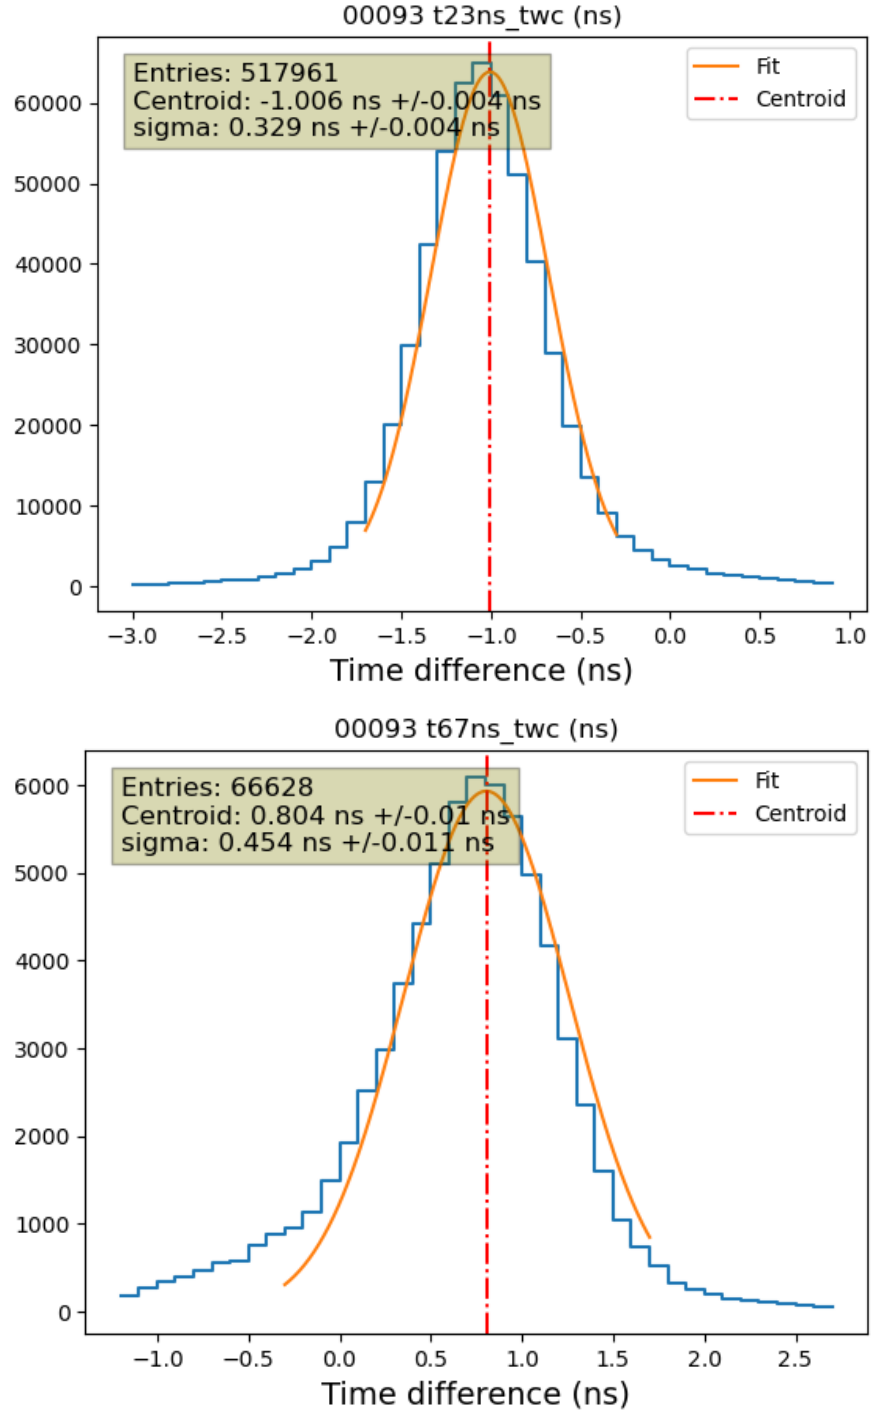 00093 t23ns_twc (ns)
Entries: 517961
Centroid: -1.006 ns +/-0.004 ns
sigma: 0.329 ns +/-0.004 ns
Fit
Centroid
60000
50000
40000
30000
20000
10000
0
−3.0 −2.5 −2.0 −1.5 −1.0 −0.5 0.0 0.5 1.0
Time difference (ns)
00093 t67ns_twc (ns)
Entries: 66628
Centroid: 0.804 ns +/-0.01 ns
sigma: 0.454 ns +/-0.011 ns
Fit
Centroid
6000
5000
4000
3000
2000
1000
0
−1.0 −0.5 0.0 0.5 1.0 1.5 2.0 2.5
Time difference (ns)